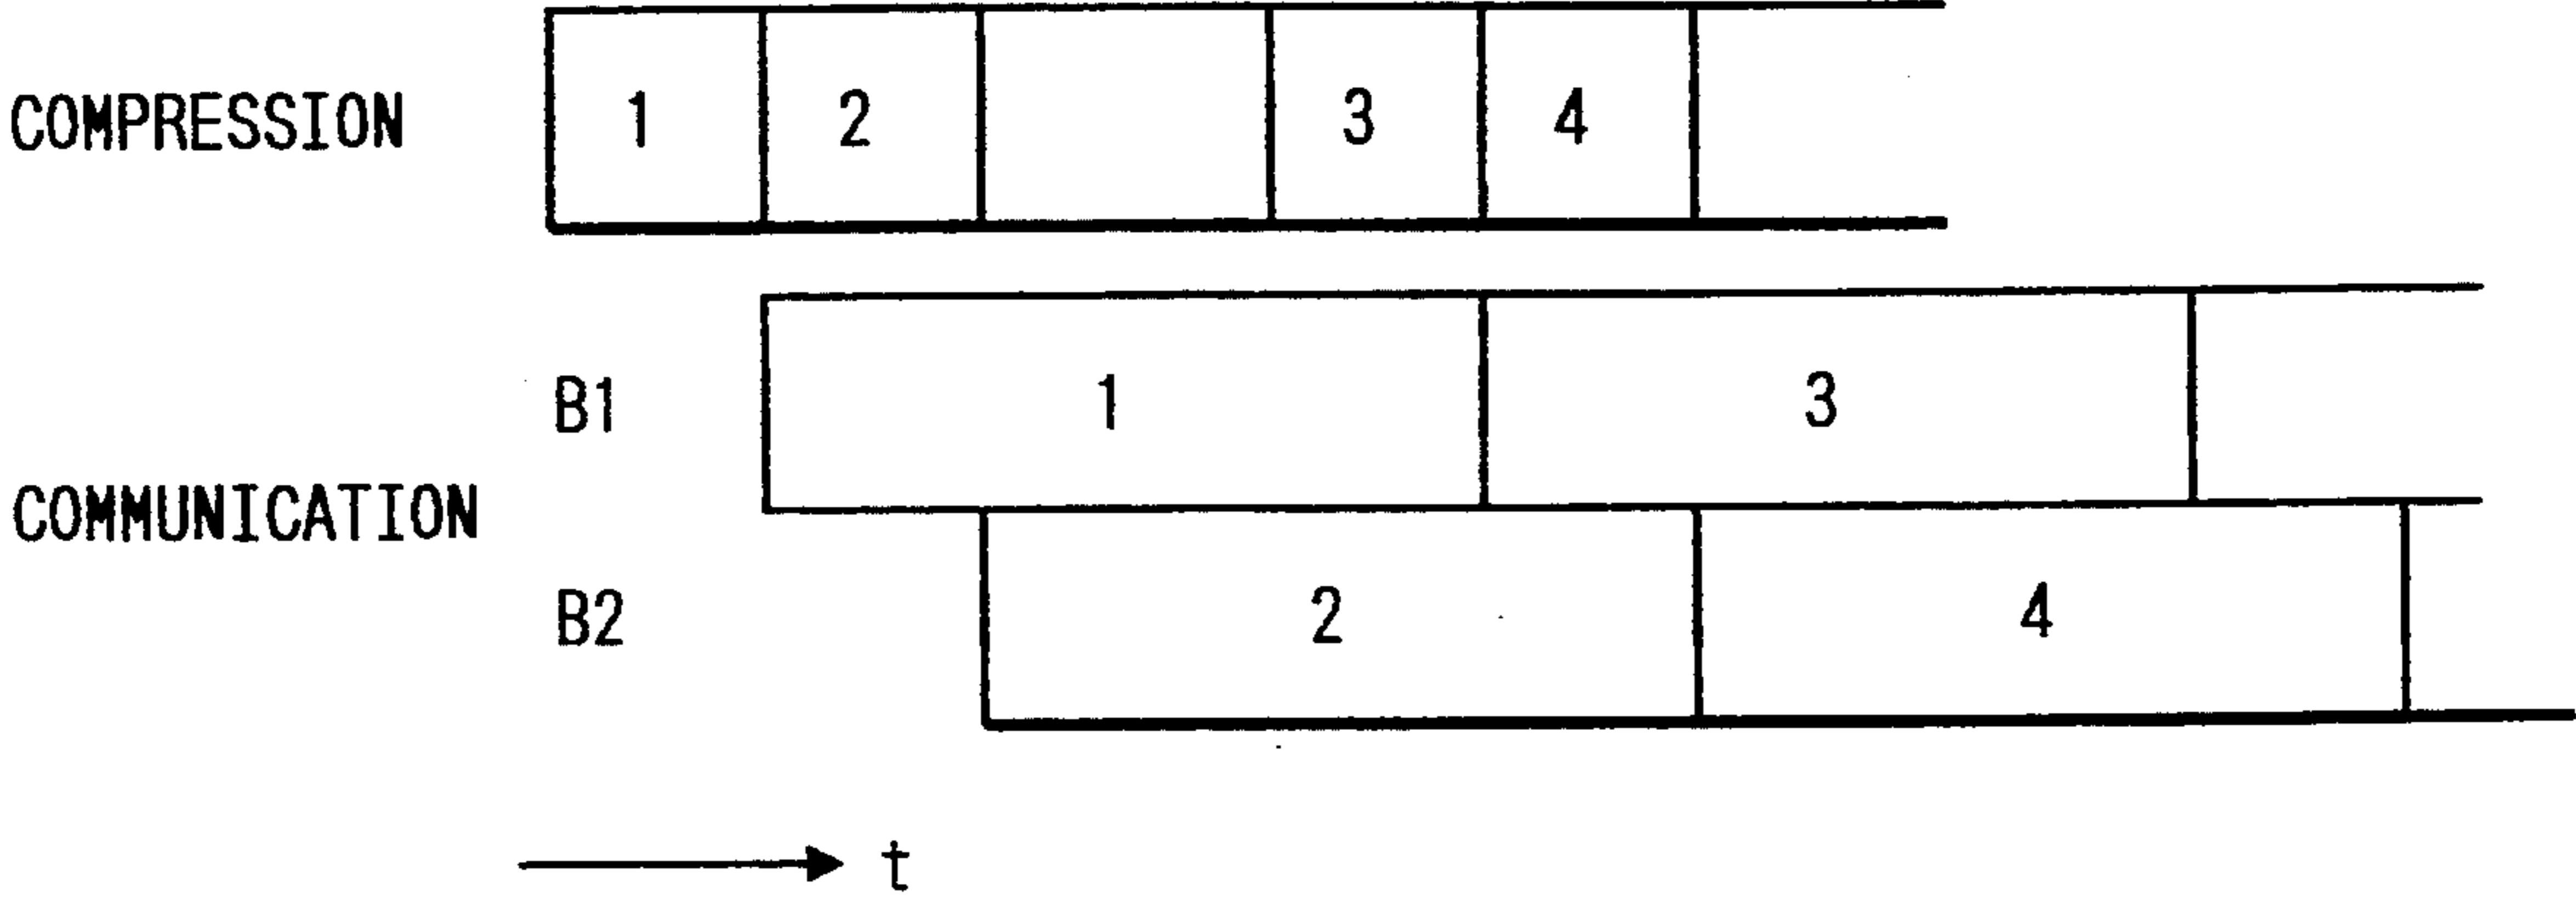 COMPRESSION 1 2 3 4
B1 1 3
COMMUNICATION
B2 2 4
t